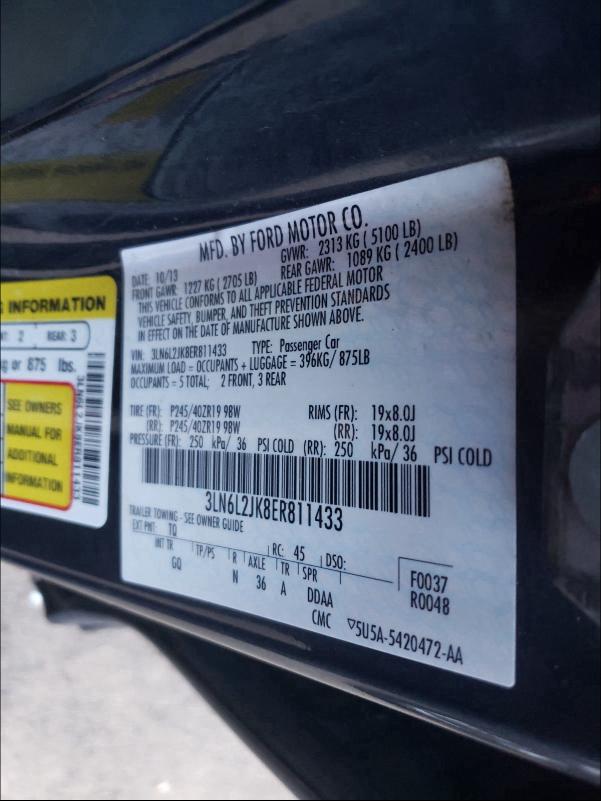 MFD. BY FORD MOTOR CO.
DATE: 10/13 GVWR: 2313 KG ( 5100 LB)
FRONT GAWR: 1227 KG ( 2705 LB) REAR GAWR: 1089 KG ( 2400 LB)
THIS VEHICLE CONFORMS TO ALL APPLICABLE FEDERAL MOTOR
VEHICLE SAFETY, BUMPER, AND THEFT PREVENTION STANDARDS
IN EFFECT ON THE DATE OF MANUFACTURE SHOWN ABOVE.
VIN: 3LN6L2JK8ER811433 TYPE: Passenger Car
MAXIMUM LOAD = OCCUPANTS + LUGGAGE = 396KG/ 875LB
OCCUPANTS = 5 TOTAL; 2 FRONT, 3 REAR
TIRE (FR): P245/40ZR19 98W RIMS (FR): 19x8.0J
(RR): P245/40ZR19 98W (RR): 19x8.0J
PRESSURE (FR): 250 kPa/ 36 PSI COLD (RR): 250 kPa/ 36 PSI COLD
3LN6L2JK8ER811433
TRAILER TOWING - SEE OWNER GUIDE
EXT PNT: TQ RC: 45 DSO:
INT TR TP/PS R AXLE TR SPR F0037
GQ N 36 A DDAA R0048
CMC ▽5U5A-5420472-AA
INFORMATION
2 REAR: 3
or 875 lbs.
SEE OWNERS
MANUAL FOR
ADDITIONAL
INFORMATION
3LN6L2JK8ER811433